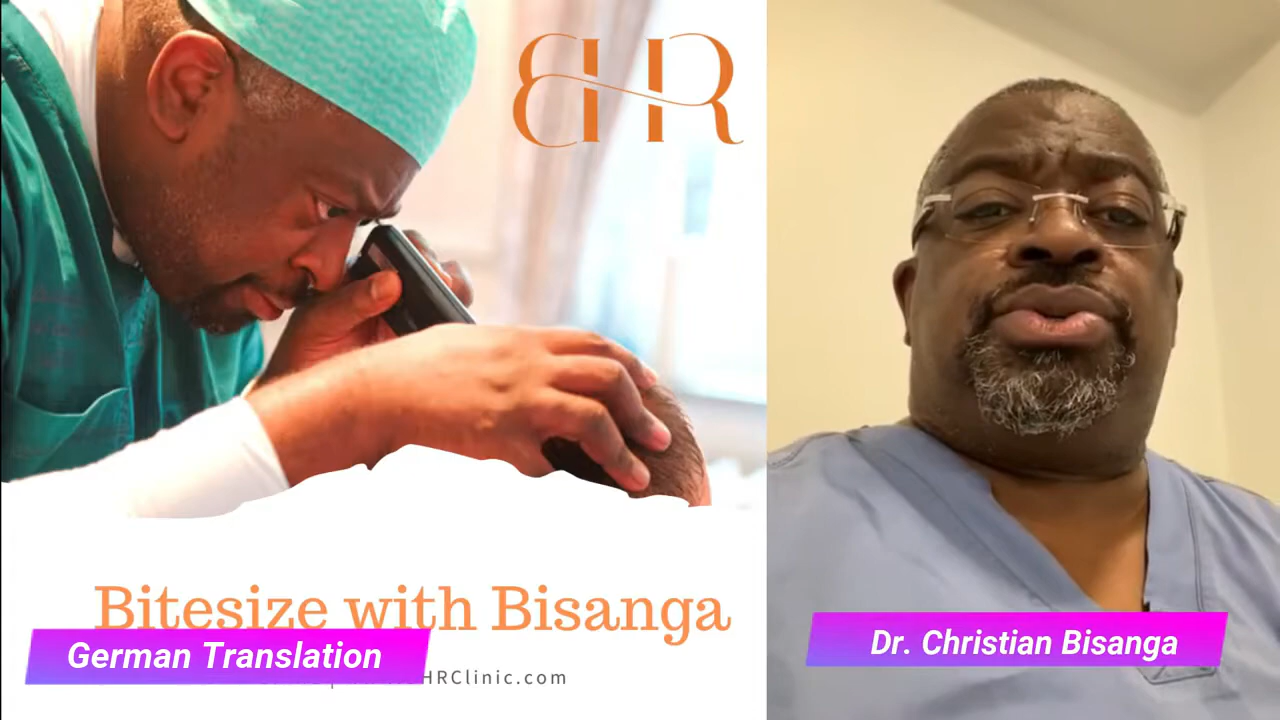 BHR
Bitesize with Bisanga
German Translation
HRClinic.com
Dr. Christian Bisanga